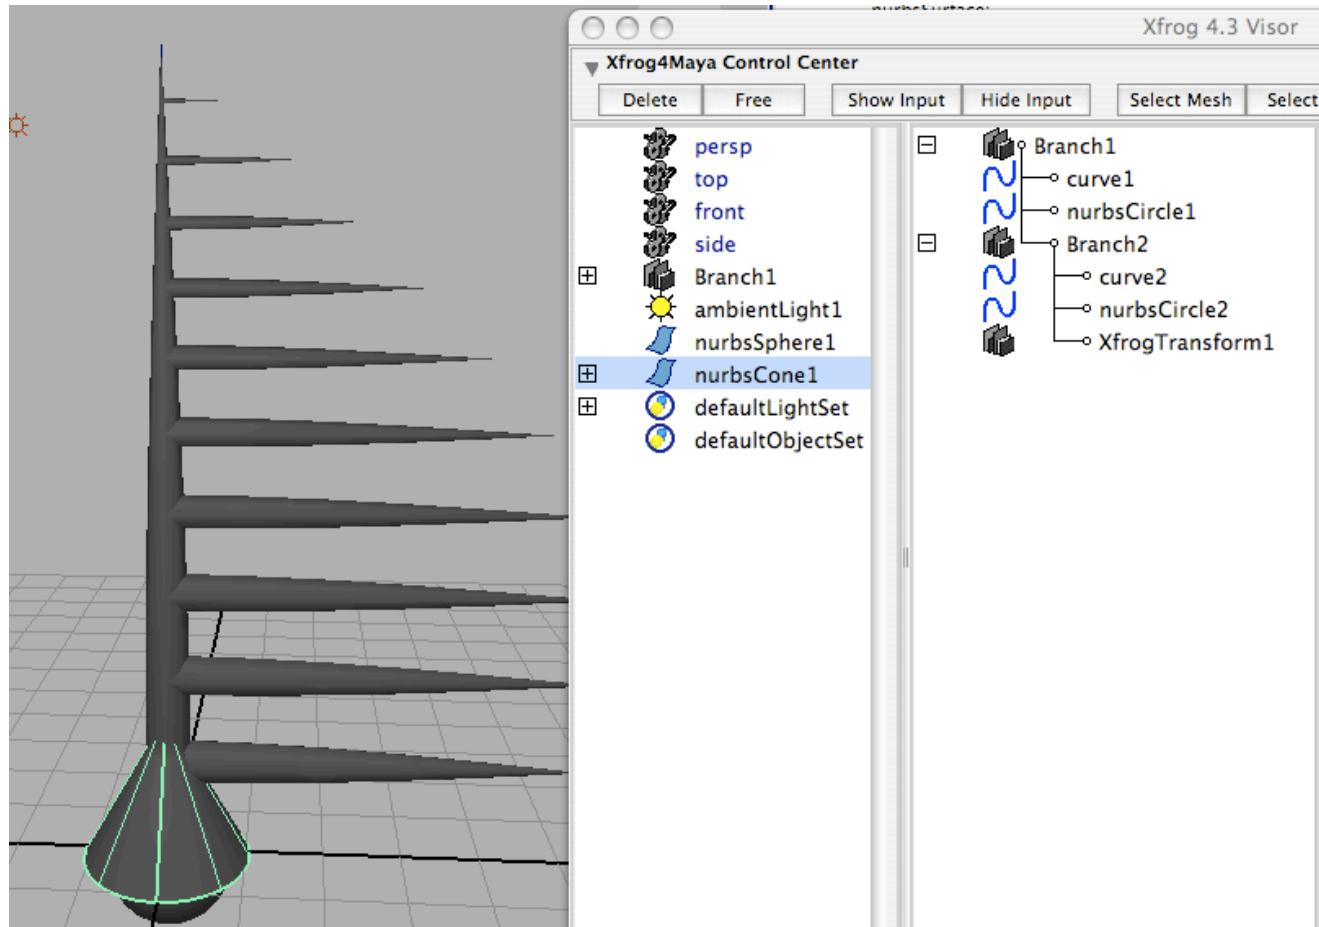 nurbsSurface:
Xfrog 4.3 Visor
Xfrog4Maya Control Center
Delete Free Show Input Hide Input Select Mesh Select
persp
top
front
side
Branch1
ambientLight1
nurbsSphere1
nurbsCone1
defaultLightSet
defaultObjectSet
Branch1
curve1
nurbsCircle1
Branch2
curve2
nurbsCircle2
XfrogTransform1